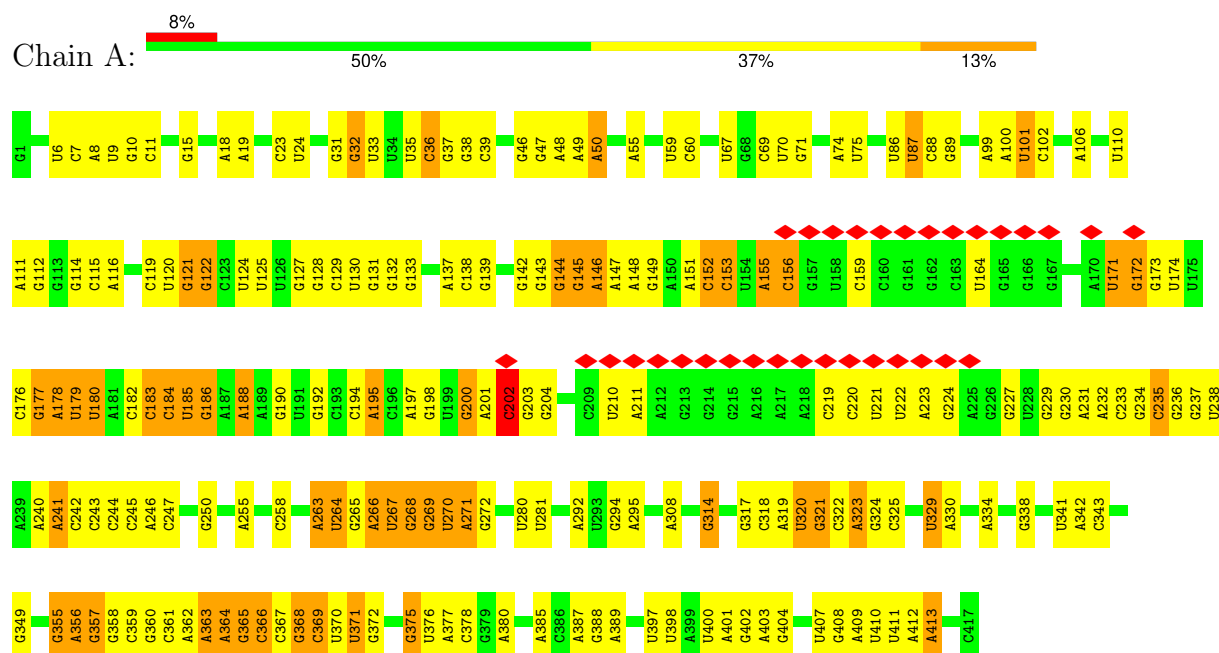 8%
Chain A:
50% 37% 13%
G1 U6 C7 A8 U9 G10 C11 G15 A18 A19 C23 U24 G31 G32 U33 U34 U35 C36 G37 G38 C39 G46 G47 A48 A49 A50 A55 U59 C60 U67 G68 C69 U70 G71 A74 U75 U86 U87 C88 G89 A99 A100 U101 C102 A106 U110
A111 G112 G113 G114 C115 A116 C119 U120 G121 G122 C123 U124 U125 U126 G127 G128 C129 U130 G131 G132 G133 A137 C138 G139 G142 G143 G144 G145 A146 A147 A148 G149 A150 A151 C152 C153 U154 A155 C156 G157 U158 C159 C160 G161 G162 C163 U164 G165 G166 G167 A170 U171 G172 G173 U174 U175
C176 G177 A178 U179 U180 A181 C182 C183 C184 U185 G186 A187 A188 A189 G190 U191 G192 C193 C194 A195 C196 A197 G198 U199 G200 A201 C202 G203 G204 C209 U210 A211 A212 G213 G214 G215 A216 A217 A218 C219 C220 U221 U222 A223 G224 A225 G226 G227 U228 G229 G230 A231 A232 C233 G234 C235 G236 G237 U238
A239 A240 A241 C242 C243 C244 C245 A246 C247 G250 A255 C258 A263 U264 G265 A266 U267 G268 G269 U270 A271 G272 U280 U281 A292 U293 G294 A295 A308 G314 G317 C318 A319 U320 G321 C322 A323 G324 C325 U329 A330 A334 G338 U341 A342 C343
G349 G355 A356 G357 G358 C359 G360 C361 A362 A363 A364 G365 C366 C367 G368 C369 U370 U371 G372 G375 U376 A377 C378 G379 A380 A385 C386 A387 G388 A389 U397 U398 A399 U400 A401 G402 A403 G404 U407 G408 A409 U410 U411 A412 A413 C417